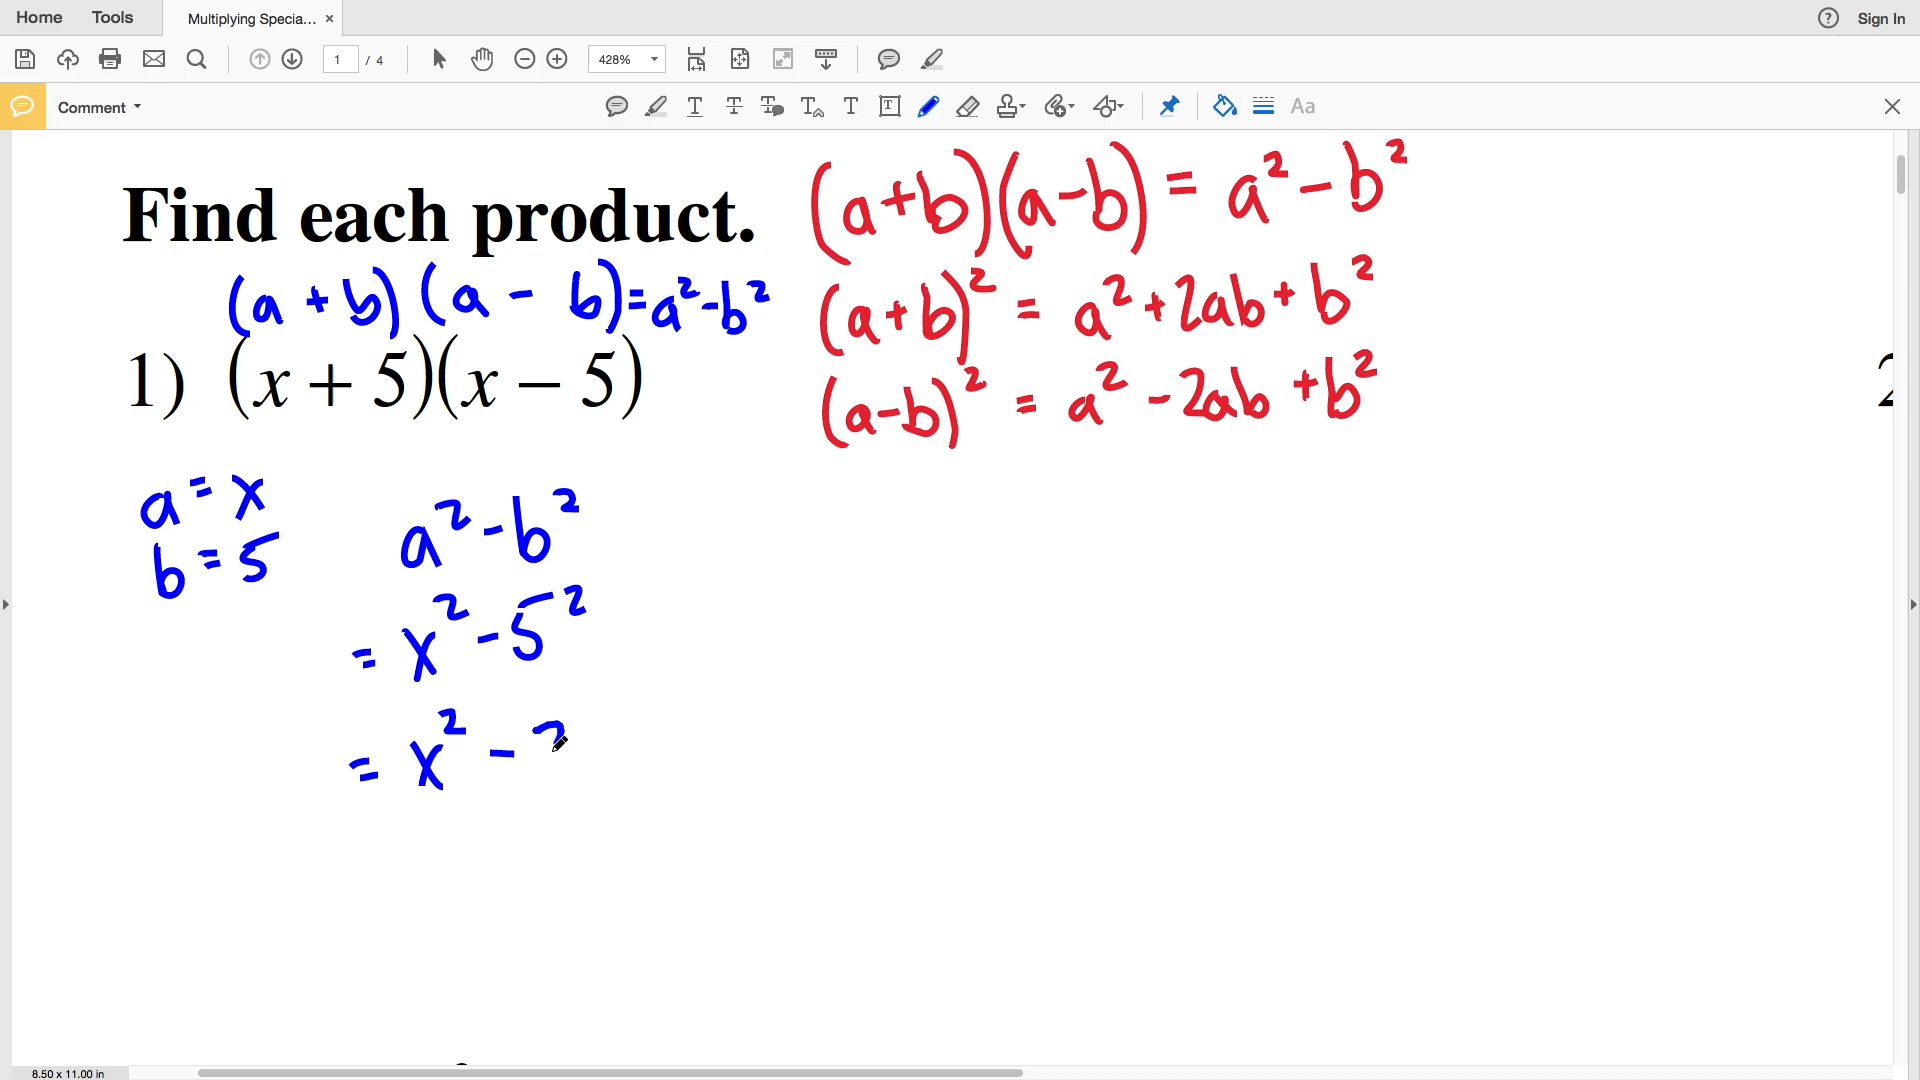 Home Tools Multiplying Specia... × ? Sign In
1 / 4 428%
Comment Aa
Find each product.
(a+b)(a-b) = a² - b²
(a + b)(a - b) = a² - b²
(a+b)² = a² + 2ab + b²
1) (x + 5)(x − 5)
(a-b)² = a² - 2ab + b²
a = x
b = 5
a² - b²
= x² - 5²
= x² -
8.50 x 11.00 in